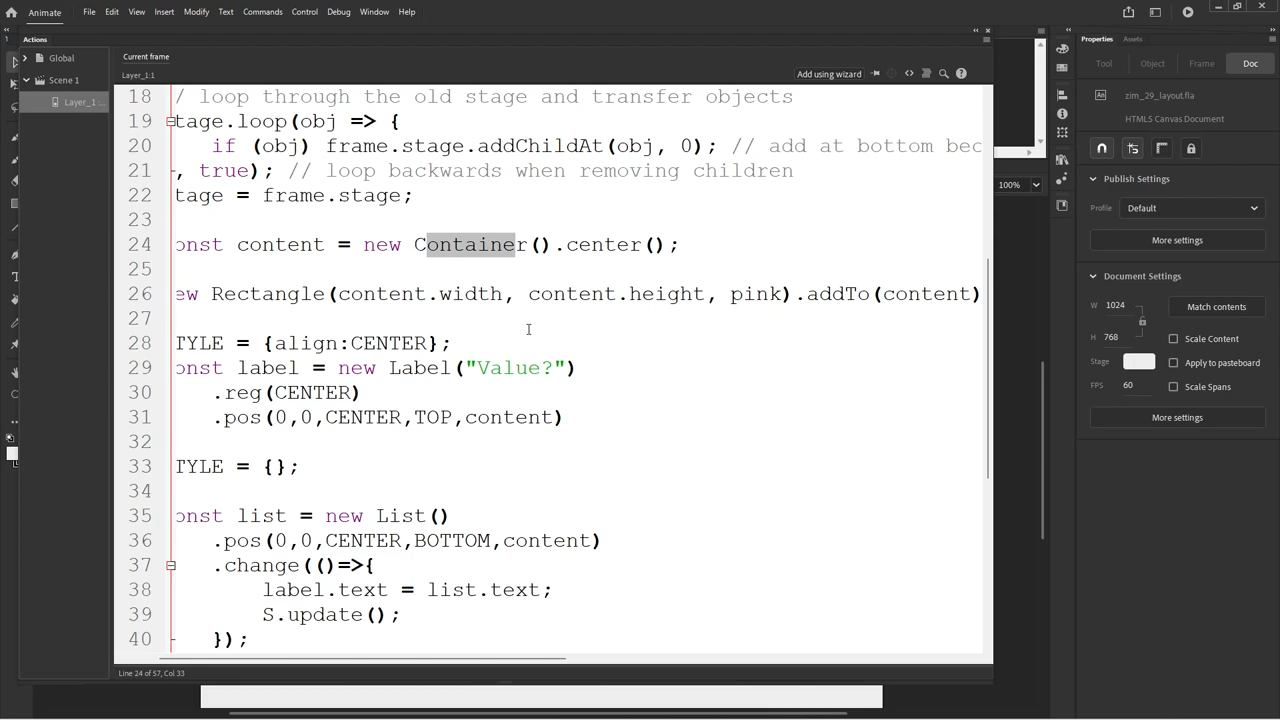 Animate File Edit View Insert Modify Text Commands Control Debug Window Help
Actions
Global
Scene 1
Layer_1:...
Current frame
Layer_1:1
Add using wizard
18 / loop through the old stage and transfer objects
19 tage.loop(obj => {
20 if (obj) frame.stage.addChildAt(obj, 0); // add at bottom bec
21 , true); // loop backwards when removing children
22 tage = frame.stage;
23
24 onst content = new Container().center();
25
26 ew Rectangle(content.width, content.height, pink).addTo(content)
27
28 TYLE = {align:CENTER};
29 onst label = new Label("Value?")
30 .reg(CENTER)
31 .pos(0,0,CENTER,TOP,content)
32
33 TYLE = {};
34
35 onst list = new List()
36 .pos(0,0,CENTER,BOTTOM,content)
37 .change(()=>{
38 label.text = list.text;
39 S.update();
40 });
Line 24 of 57, Col 33
100%
Properties Assets
Tool Object Frame Doc
An zim_29_layout.fla
HTML5 Canvas Document
Publish Settings
Profile Default
More settings
Document Settings
W 1024 Match contents
H 768 Scale Content
Stage Apply to pasteboard
FPS 60 Scale Spans
More settings